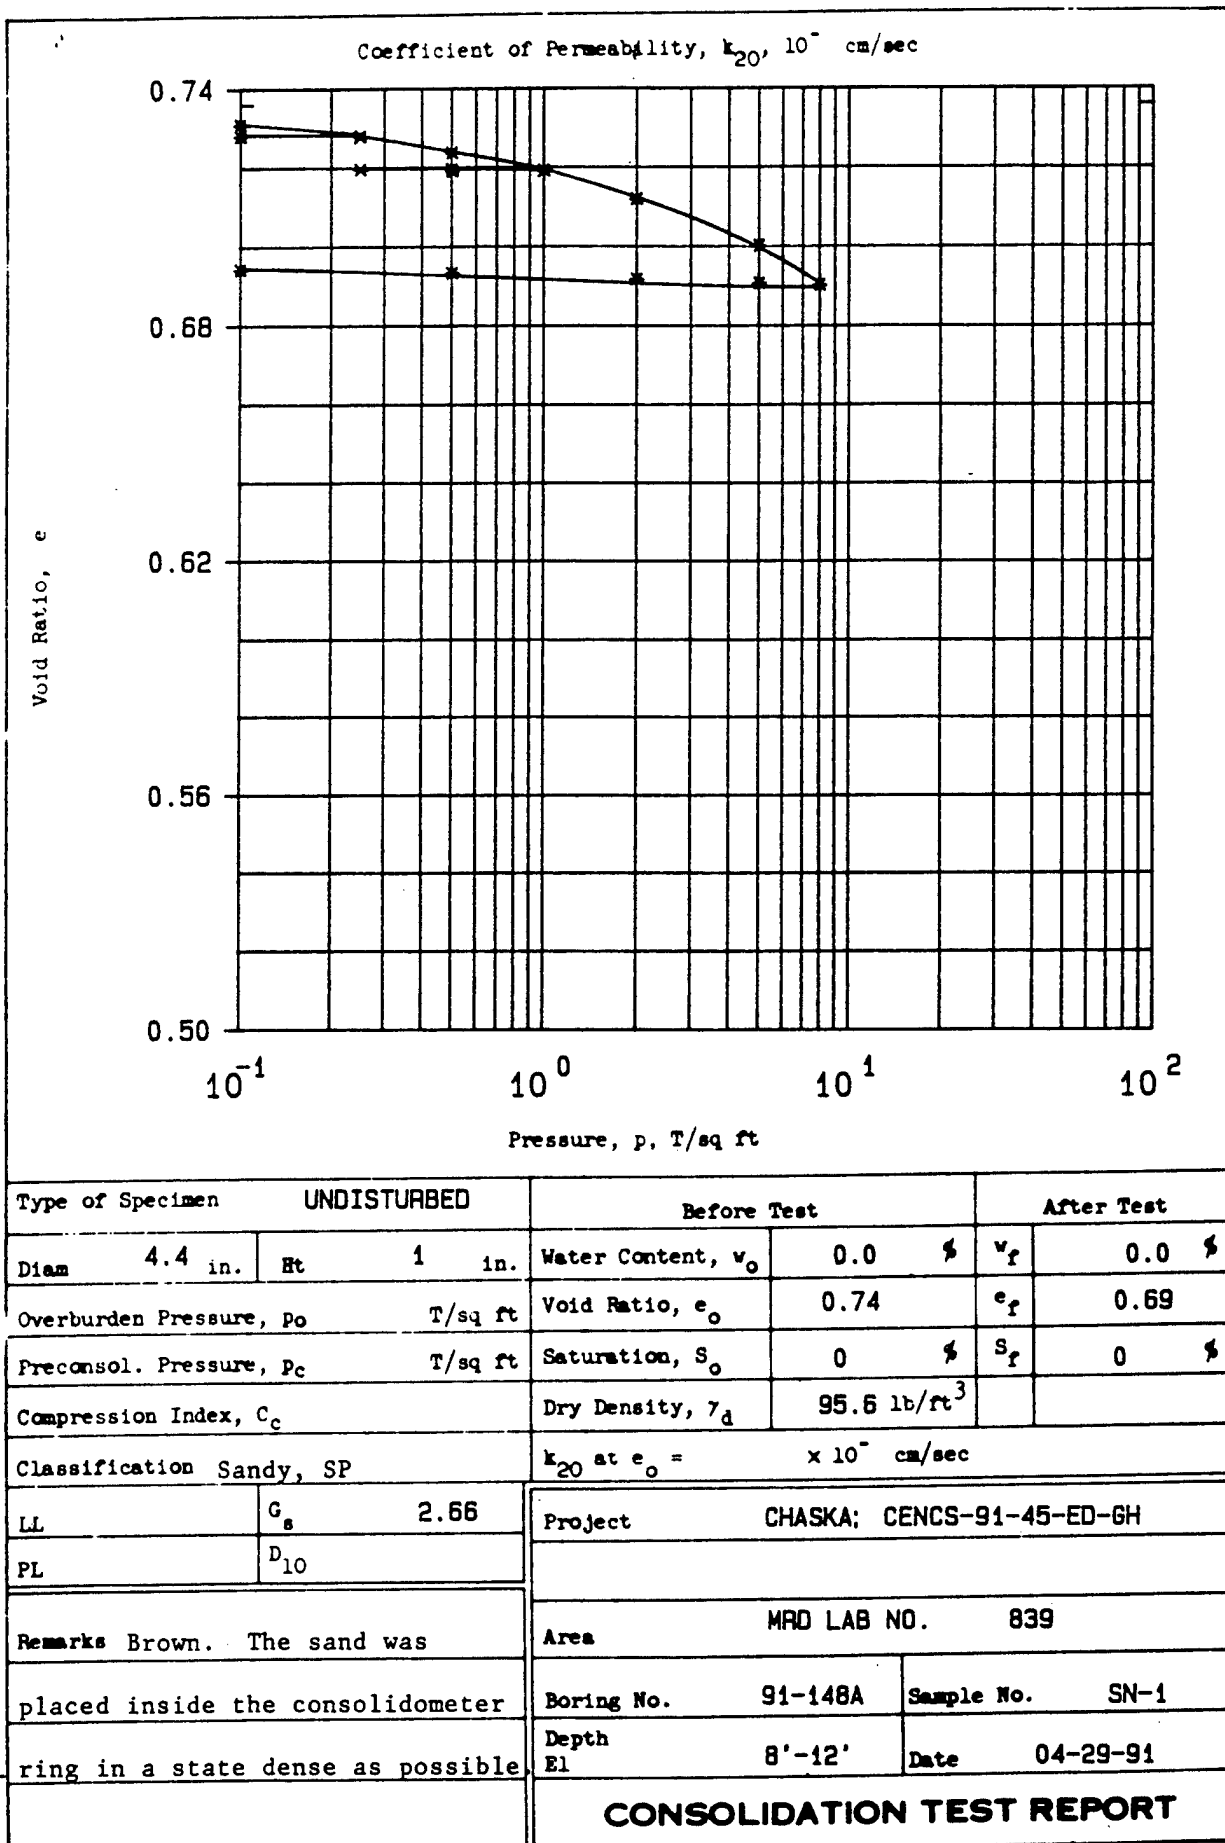 Coefficient of Permeability, k20, 10⁻ cm/sec
0.74
0.68
0.62
0.56
0.50
Void Ratio, e
10⁻¹ 10⁰ 10¹ 10²
Pressure, p, T/sq ft
Type of Specimen UNDISTURBED Before Test After Test
Diam 4.4 in. Ht 1 in. Water Content, wo 0.0 % wf 0.0 %
Overburden Pressure, po T/sq ft Void Ratio, eo 0.74 ef 0.69
Preconsol. Pressure, pc T/sq ft Saturation, So 0 % Sf 0 %
Compression Index, Cc Dry Density, γd 95.6 lb/ft³
Classification Sandy, SP k20 at eo = x 10⁻ cm/sec
LL Gs 2.66 Project CHASKA; CENCS-91-45-ED-GH
PL D10
Remarks Brown. The sand was Area MRD LAB NO. 839
placed inside the consolidometer Boring No. 91-148A Sample No. SN-1
ring in a state dense as possible. Depth El 8'-12' Date 04-29-91
CONSOLIDATION TEST REPORT